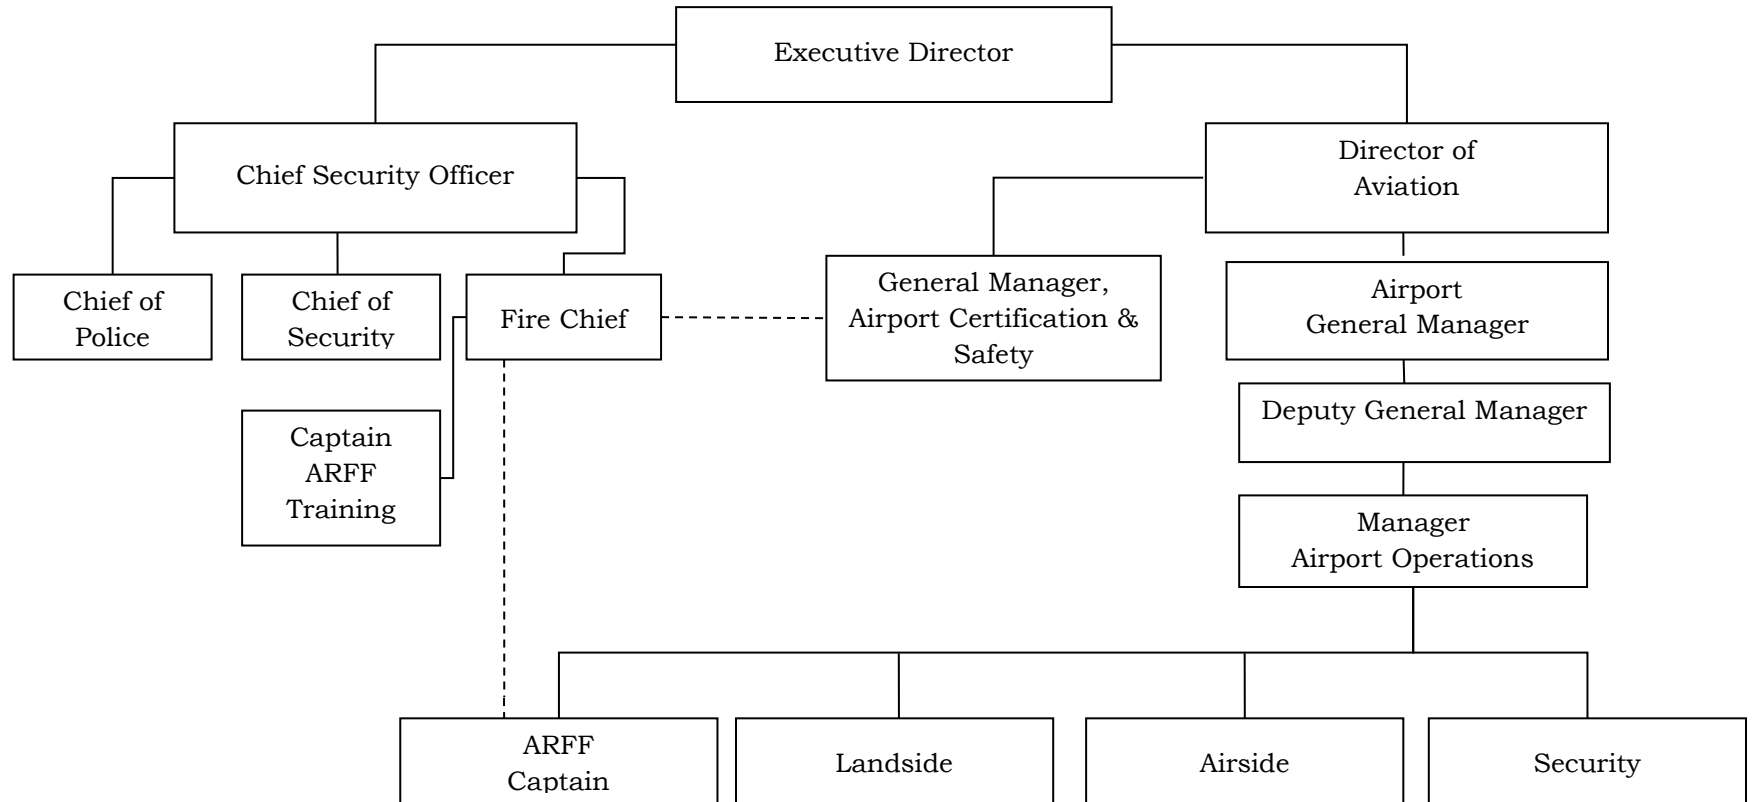 Executive Director
Chief Security Officer
Director of
Aviation
Chief of
Police
Chief of
Security
Fire Chief
General Manager,
Airport Certification &
Safety
Airport
General Manager
Deputy General Manager
Captain
ARFF
Training
Manager
Airport Operations
ARFF
Captain
Landside
Airside
Security